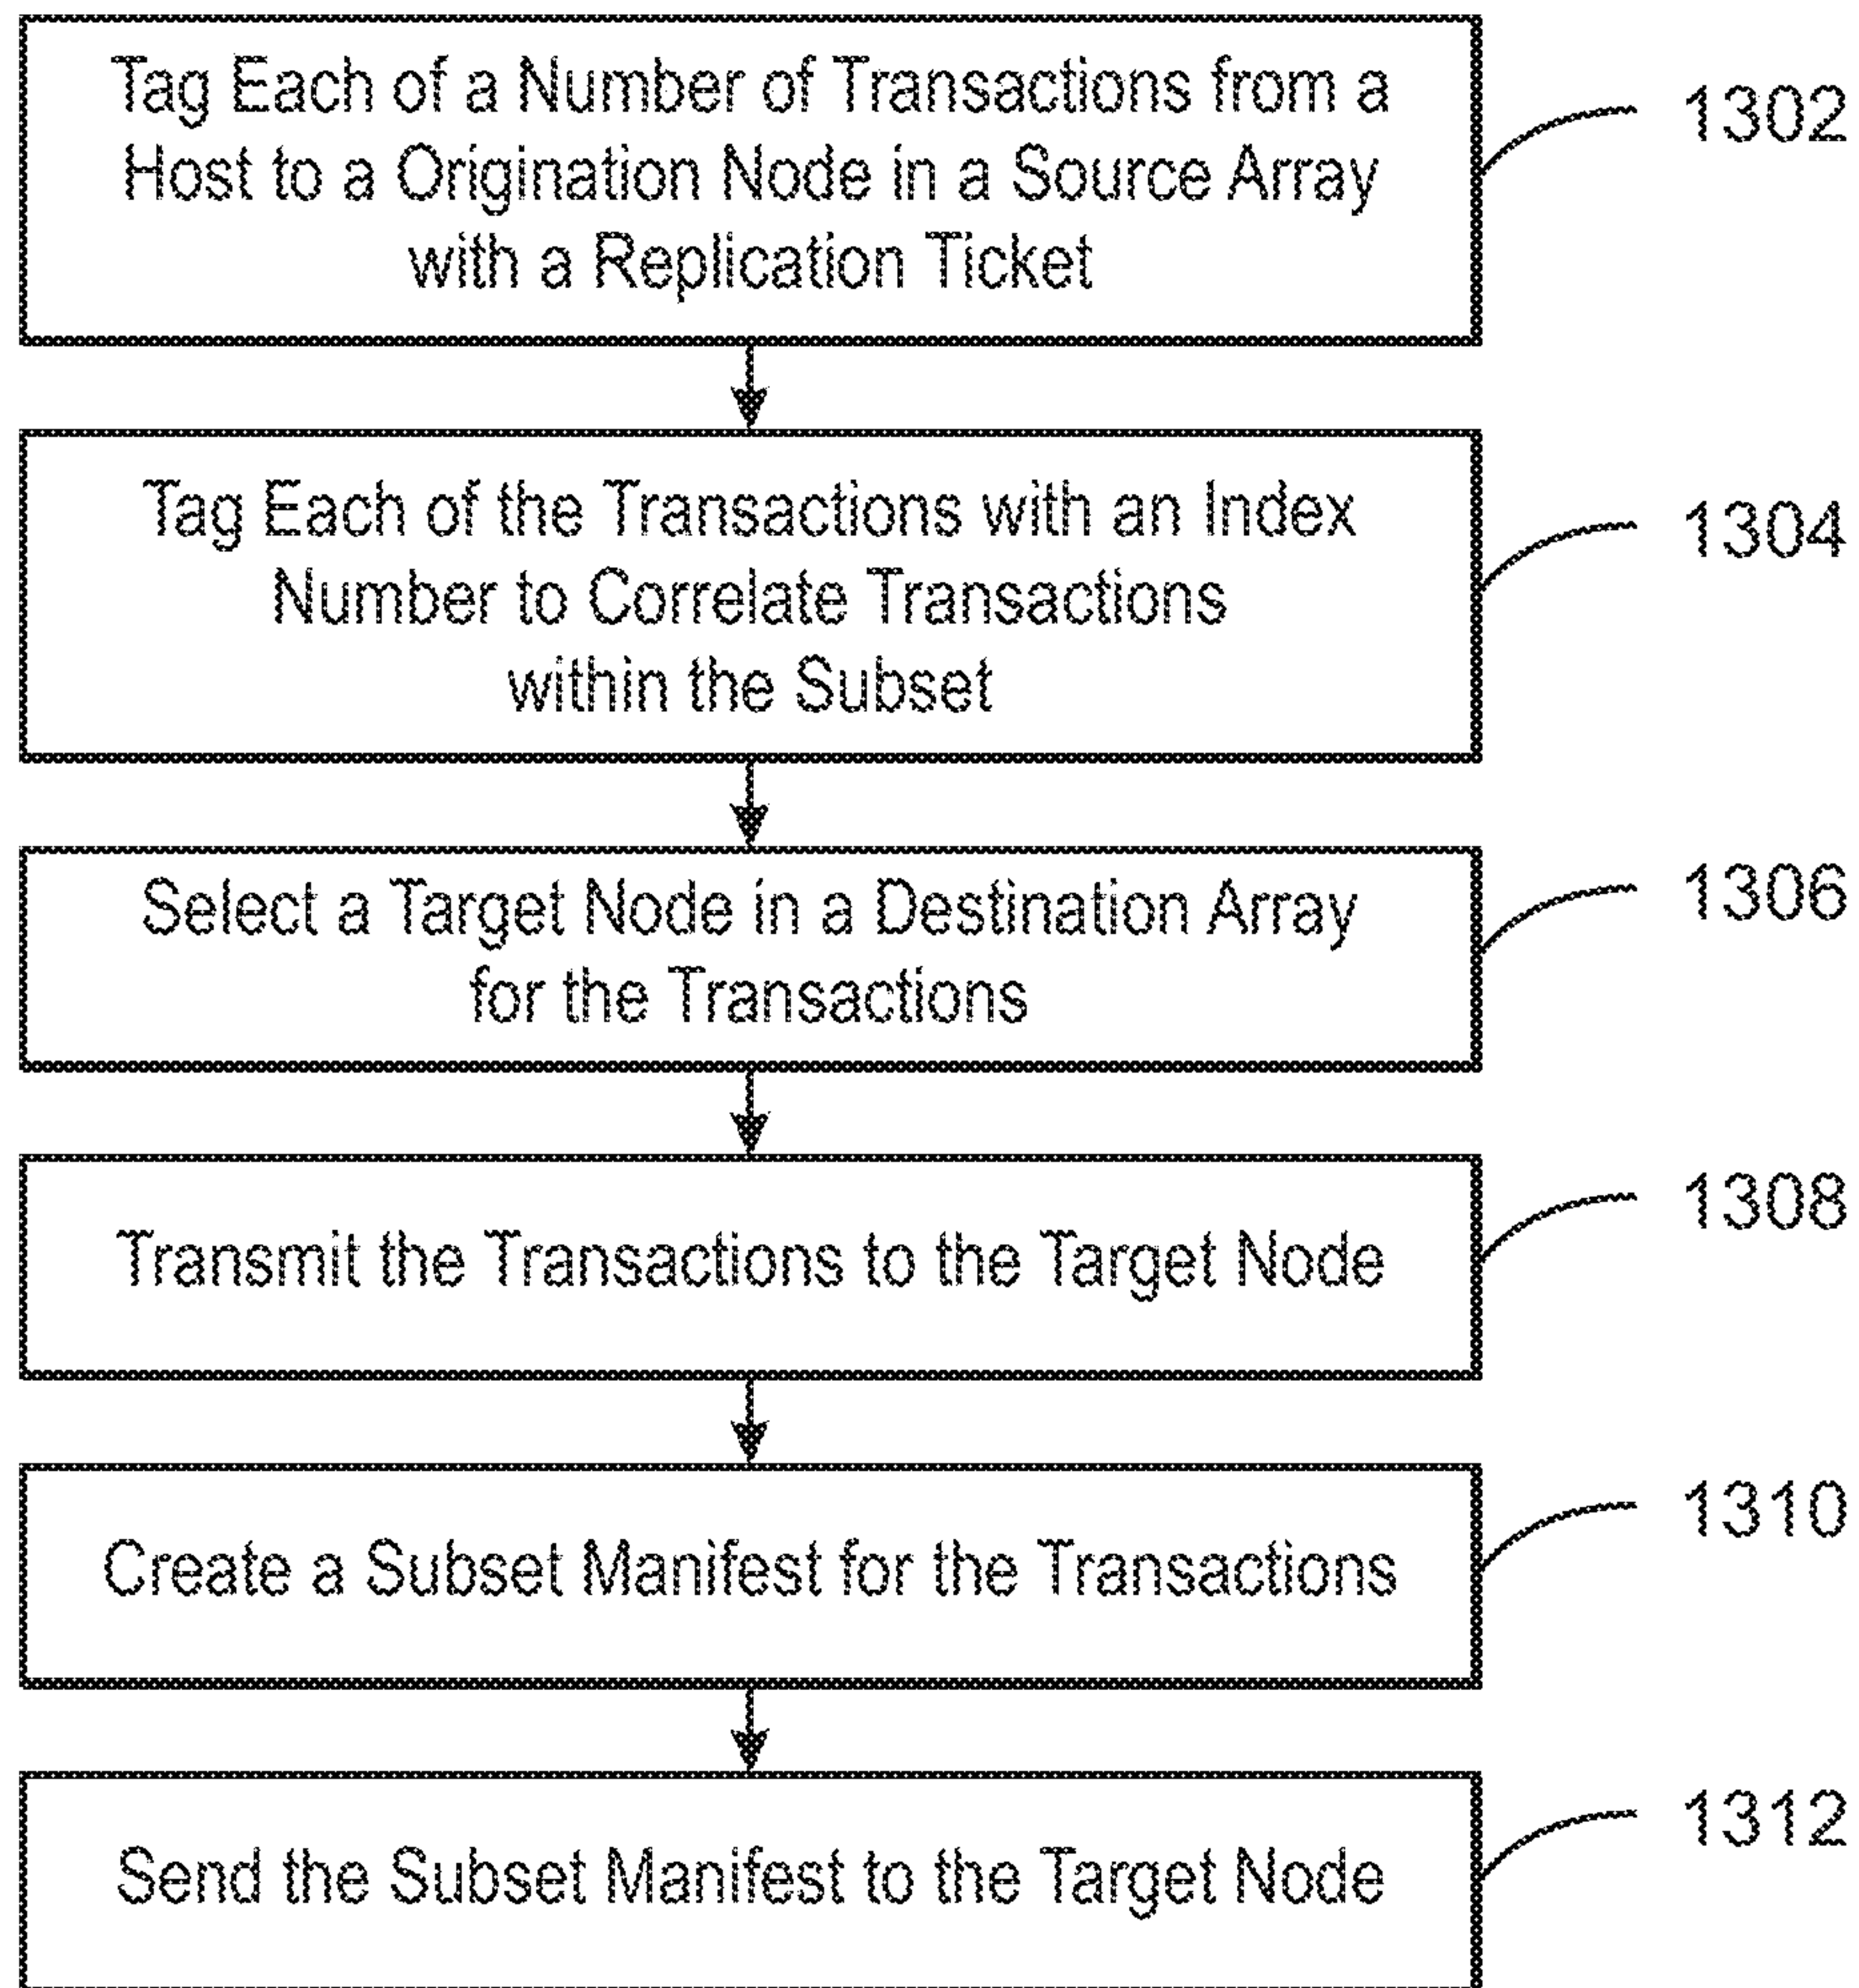 Tag Each of a Number of Transactions from a
Host to a Origination Node in a Source Array
with a Replication Ticket
1302
Tag Each of the Transactions with an Index
Number to Correlate Transactions
within the Subset
1304
Select a Target Node in a Destination Array
for the Transactions
1306
Transmit the Transactions to the Target Node
1308
Create a Subset Manifest for the Transactions
1310
Send the Subset Manifest to the Target Node
1312